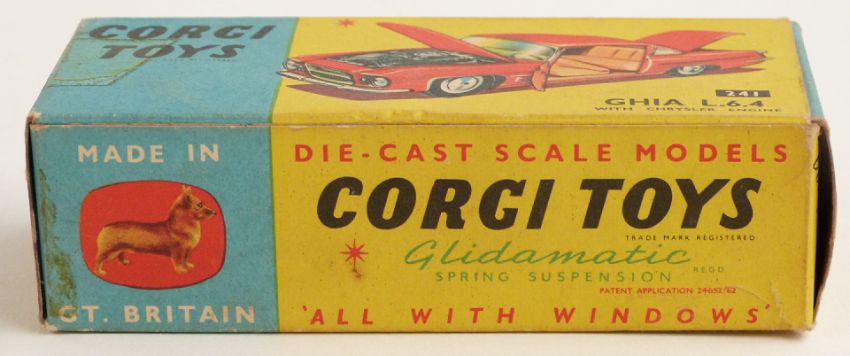 CORGI
TOYS
241
GHIA L.6.4
WITH CHRYSLER ENGINE
MADE IN
GT. BRITAIN
DIE-CAST SCALE MODELS
CORGI TOYS
TRADE MARK REGISTERED
Glidamatic
REGD.
SPRING SUSPENSION
PATENT APPLICATION 24652/62
'ALL WITH WINDOWS'